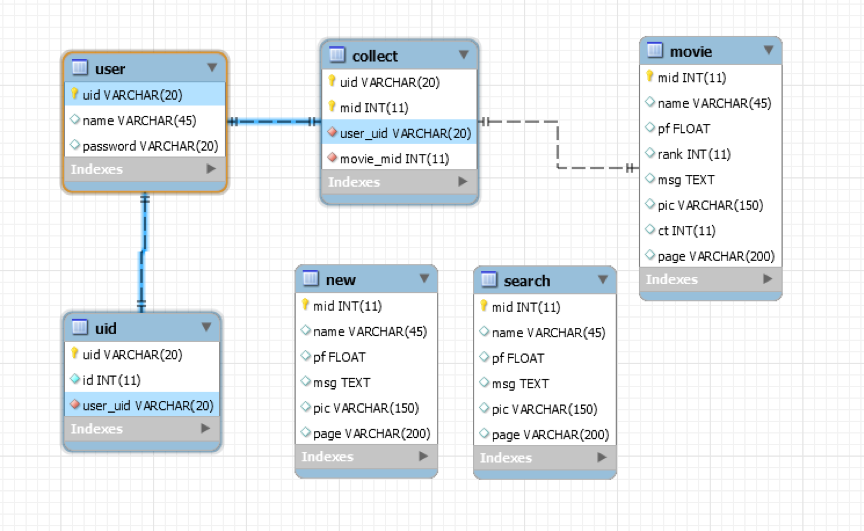 user
uid VARCHAR(20)
name VARCHAR(45)
password VARCHAR(20)
Indexes
collect
uid VARCHAR(20)
mid INT(11)
user_uid VARCHAR(20)
movie_mid INT(11)
Indexes
movie
mid INT(11)
name VARCHAR(45)
pf FLOAT
rank INT(11)
msg TEXT
pic VARCHAR(150)
ct INT(11)
page VARCHAR(200)
Indexes
uid
uid VARCHAR(20)
id INT(11)
user_uid VARCHAR(20)
Indexes
new
mid INT(11)
name VARCHAR(45)
pf FLOAT
msg TEXT
pic VARCHAR(150)
page VARCHAR(200)
Indexes
search
mid INT(11)
name VARCHAR(45)
pf FLOAT
msg TEXT
pic VARCHAR(150)
page VARCHAR(200)
Indexes